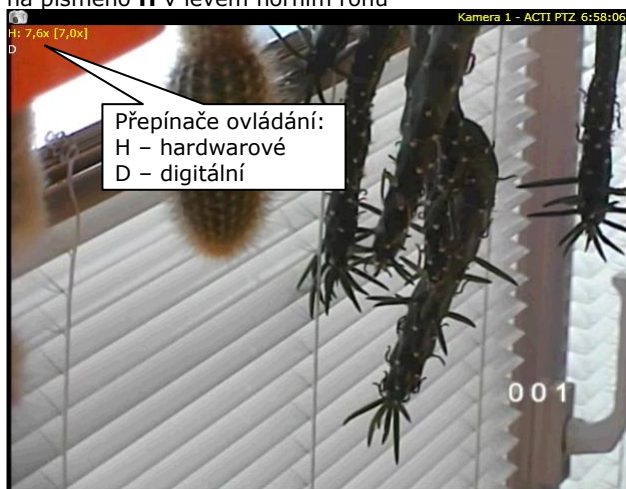 na písmeno H v levém horním rohu
Kamera 1 - ACTI PTZ 6:58:06
H: 7,6x [7,0x]
D
Přepínače ovládání:
H – hardwarové
D – digitální
001